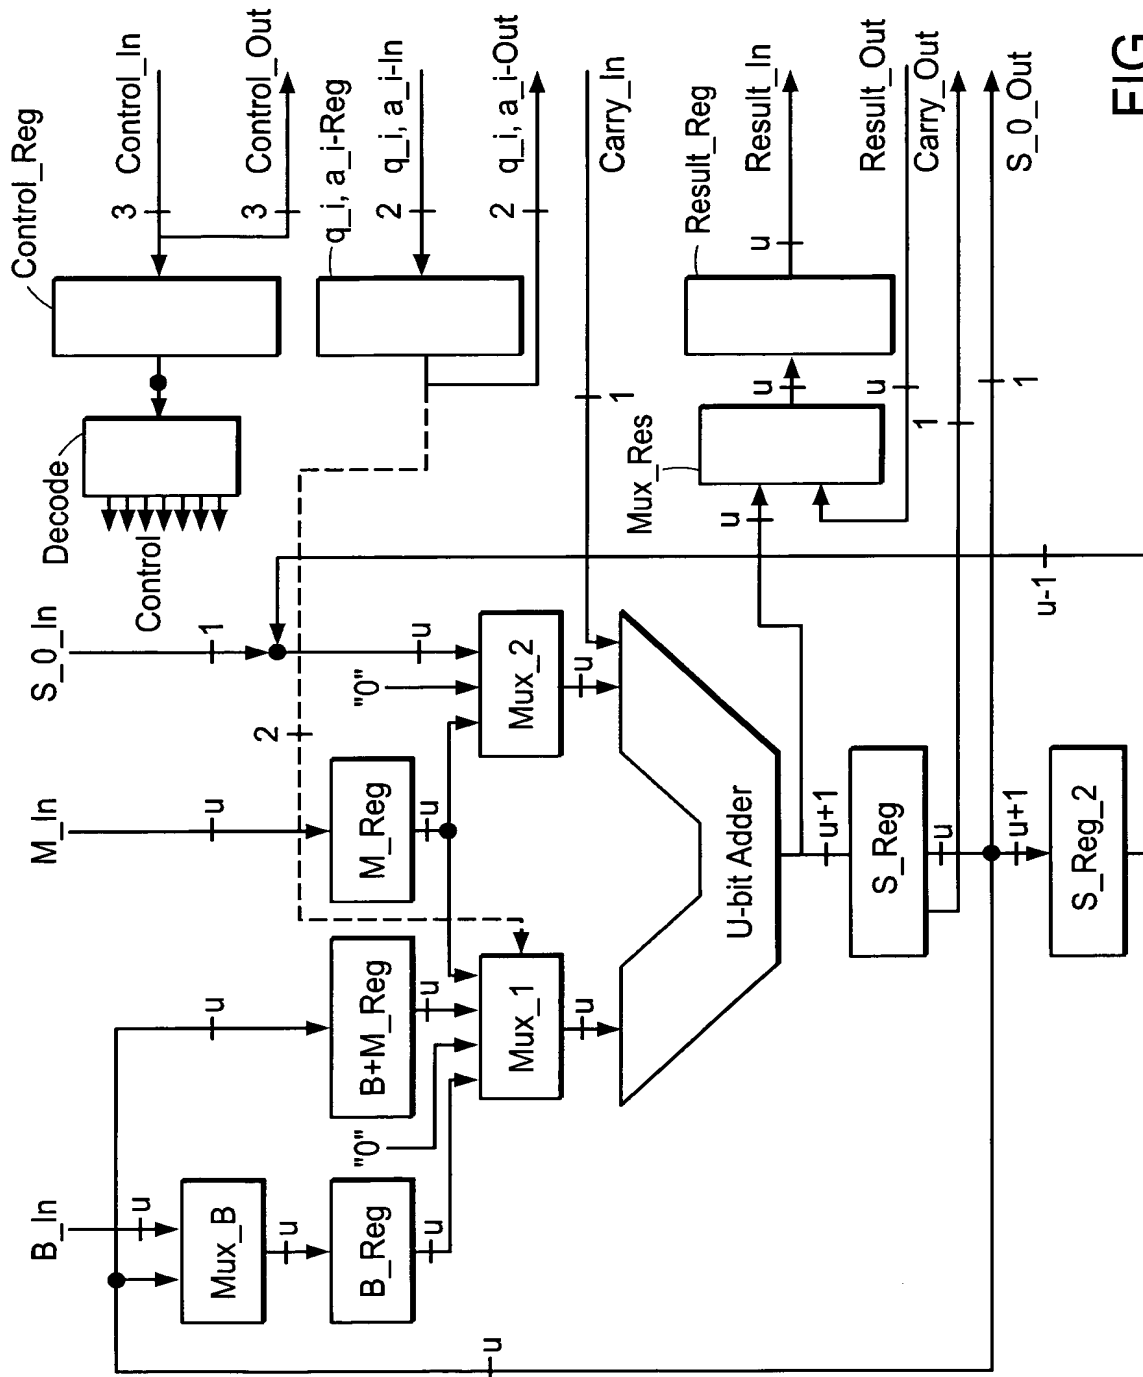 B_In
M_In
S_0_In
u
Mux_B
u
B_Reg
u
"0"
u
B+M_Reg
u
u
M_Reg
u
2
1
"0"
u
Mux_1
u
Mux_2
u
U-bit Adder
u+1
S_Reg
u
u+1
S_Reg_2
u
u-1
Control
Decode
Control_Reg
3
Control_In
3
Control_Out
q_i, a_i-Reg
2
q_i, a_i-In
2
q_i, a_i-Out
1
Carry_In
Mux_Res
u
u
Result_Reg
u
Result_In
u
Result_Out
1
Carry_Out
1
S_0_Out
FIG